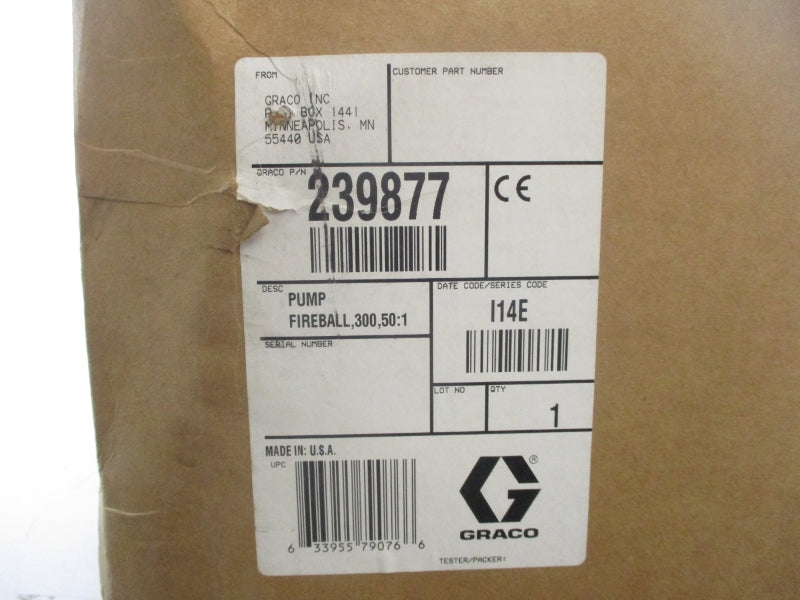 FROM
GRACO INC
P.O. BOX 1441
MINNEAPOLIS, MN
55440 USA
CUSTOMER PART NUMBER
GRACO P/N
239877
CE
DESC
PUMP
FIREBALL,300,50:1
DATE CODE/SERIES CODE
I14E
SERIAL NUMBER
LOT NO
QTY
1
MADE IN: U.S.A.
UPC
6 33955 79076 6
G®
GRACO
TESTER/PACKER: